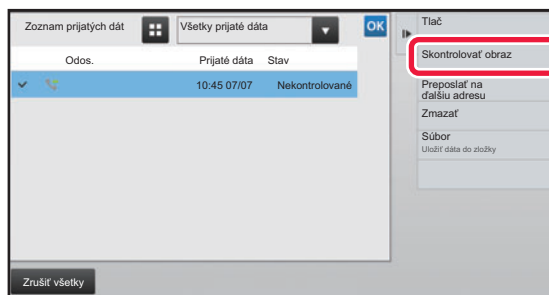 Zoznam prijatých dát
Všetky prijaté dáta
OK
Odos.
Prijaté dáta
Stav
10:45 07/07
Nekontrolované
Zrušiť všetky
Tlač
Skontrolovať obraz
Preposlať na
ďalšiu adresu
Zmazať
Súbor
Uložiť dáta do zložky